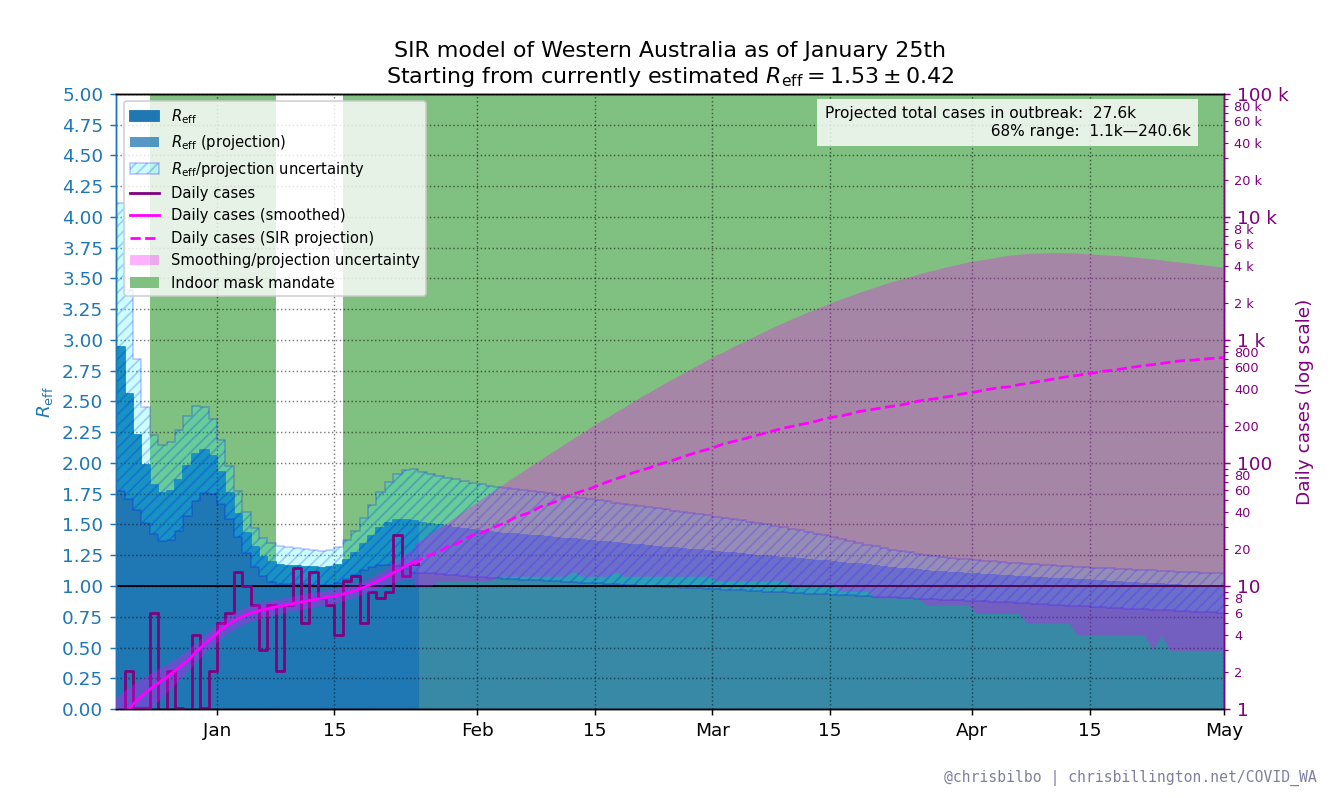 SIR model of Western Australia as of January 25th
Starting from currently estimated Reff = 1.53 ± 0.42
Reff
Reff (projection)
Reff/projection uncertainty
Daily cases
Daily cases (smoothed)
Daily cases (SIR projection)
Smoothing/projection uncertainty
Indoor mask mandate
Projected total cases in outbreak: 27.6k
68% range: 1.1k—240.6k
Reff
5.00
4.75
4.50
4.25
4.00
3.75
3.50
3.25
3.00
2.75
2.50
2.25
2.00
1.75
1.50
1.25
1.00
0.75
0.50
0.25
0.00
100 k
80 k
60 k
40 k
20 k
10 k
8 k
6 k
4 k
2 k
1 k
800
600
400
200
100
80
60
40
20
10
8
6
4
2
1
Daily cases (log scale)
Jan 15 Feb 15 Mar 15 Apr 15 May
@chrisbilbo | chrisbillington.net/COVID_WA